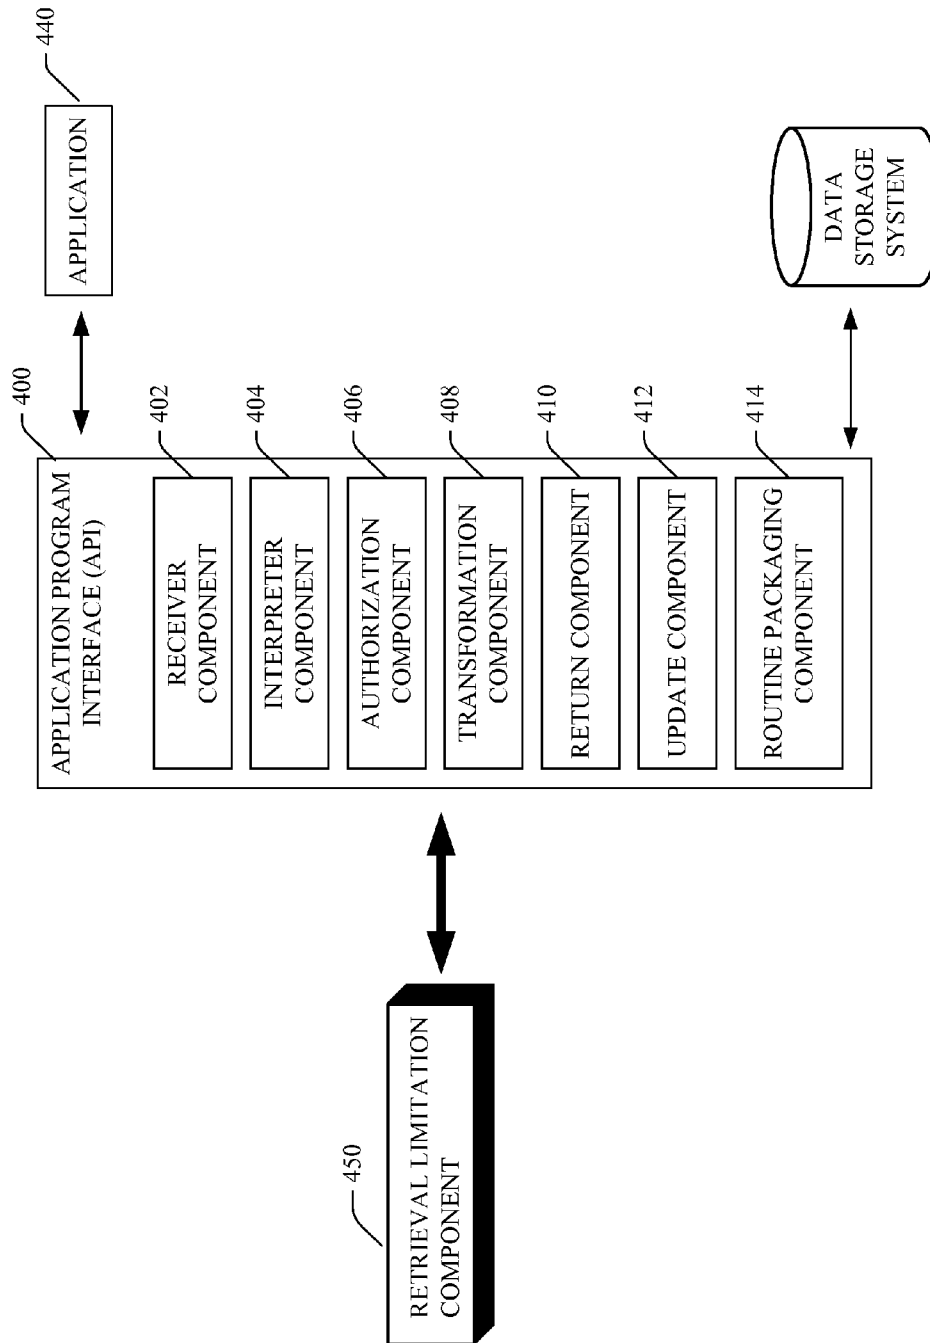 450
RETRIEVAL LIMITATION
COMPONENT
400
APPLICATION PROGRAM
INTERFACE (API)
RECEIVER
COMPONENT
402
INTERPRETER
COMPONENT
404
AUTHORIZATION
COMPONENT
406
TRANSFORMATION
COMPONENT
408
RETURN COMPONENT
410
UPDATE COMPONENT
412
ROUTINE PACKAGING
COMPONENT
414
APPLICATION
440
DATA
STORAGE
SYSTEM